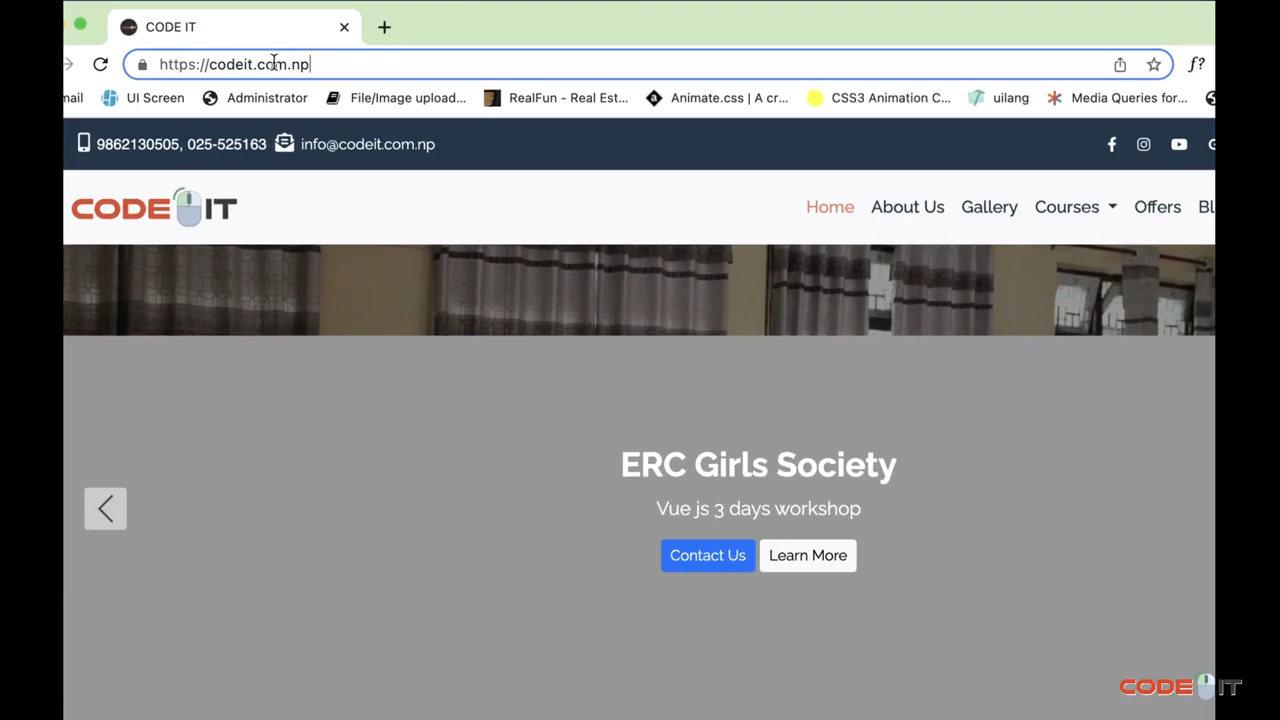 CODE IT
https://codeit.com.np
mail UI Screen Administrator File/Image upload... RealFun - Real Est... Animate.css | A cr... CSS3 Animation C... uilang Media Queries for...
9862130505, 025-525163 info@codeit.com.np
CODE IT
Home About Us Gallery Courses Offers Bl
ERC Girls Society
Vue js 3 days workshop
Contact Us Learn More
CODE IT